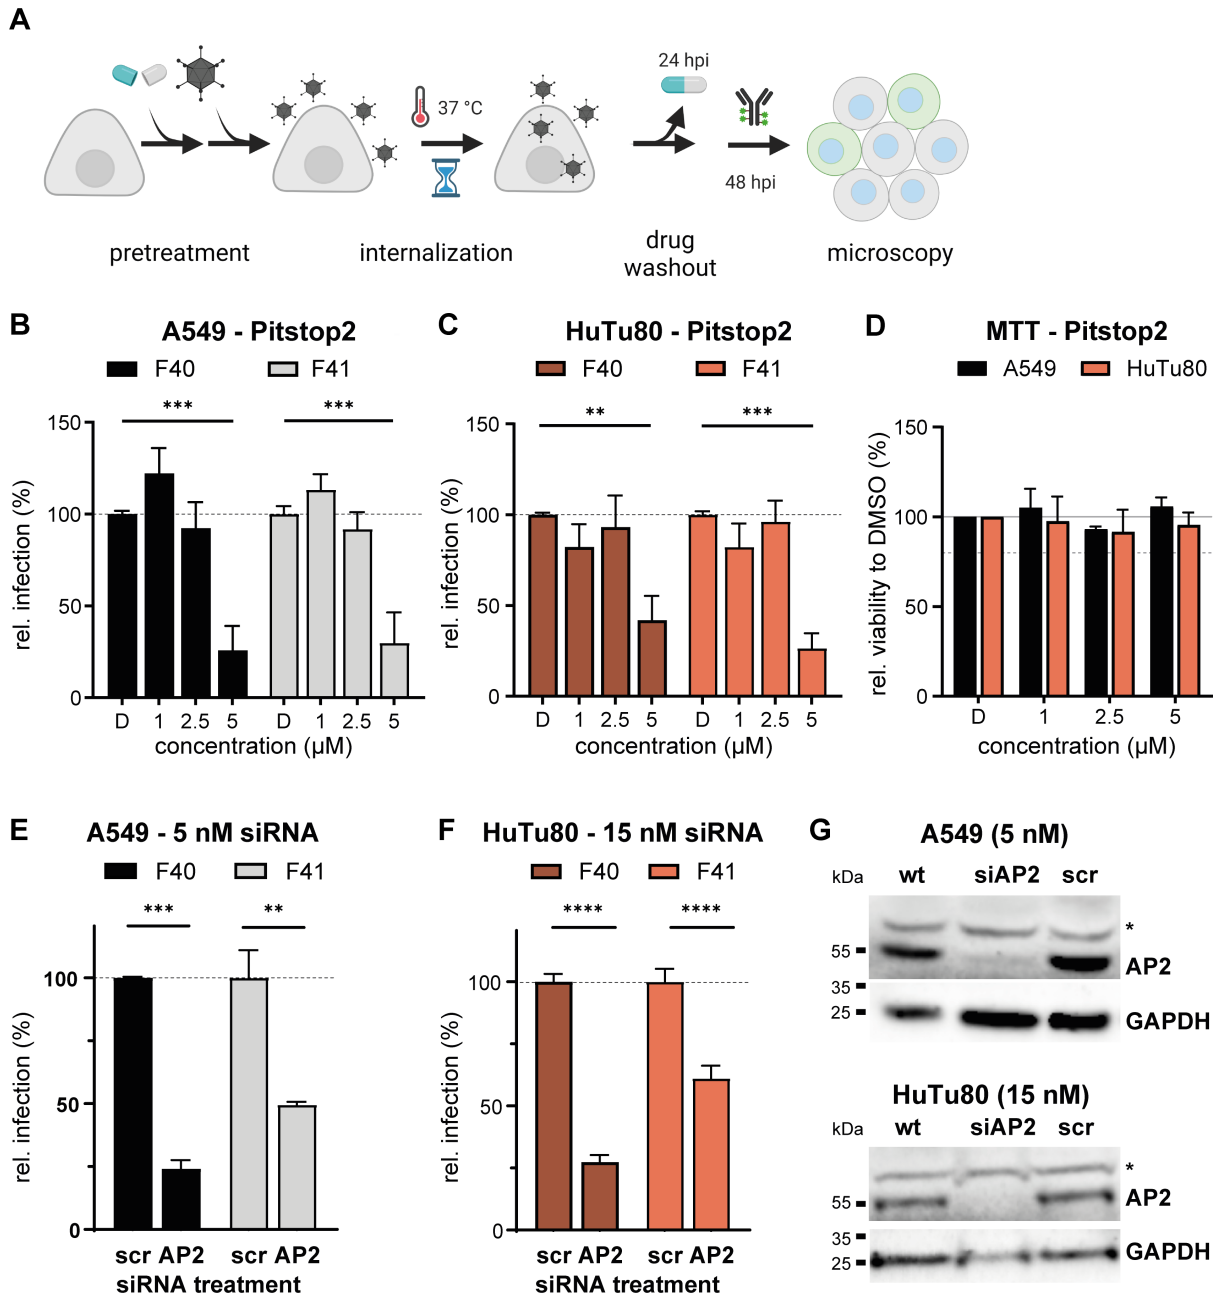 A
24 hpi
37 °C
48 hpi
pretreatment
internalization
drug
washout
microscopy
B
A549 - Pitstop2
F40 F41
*** ***
150
100
50
0
rel. infection (%)
D 1 2.5 5 D 1 2.5 5
concentration (µM)
C
HuTu80 - Pitstop2
F40 F41
** ***
150
100
50
0
rel. infection (%)
D 1 2.5 5 D 1 2.5 5
concentration (µM)
D
MTT - Pitstop2
A549 HuTu80
150
100
50
0
rel. viability to DMSO (%)
D 1 2.5 5
concentration (µM)
E
A549 - 5 nM siRNA
F40 F41
*** **
100
50
0
rel. infection (%)
scr AP2 scr AP2
siRNA treatment
F
HuTu80 - 15 nM siRNA
F40 F41
**** ****
100
50
0
rel. infection (%)
scr AP2 scr AP2
siRNA treatment
G
A549 (5 nM)
kDa wt siAP2 scr
*
55
AP2
35
25
GAPDH
HuTu80 (15 nM)
kDa wt siAP2 scr
*
55
AP2
35
25
GAPDH